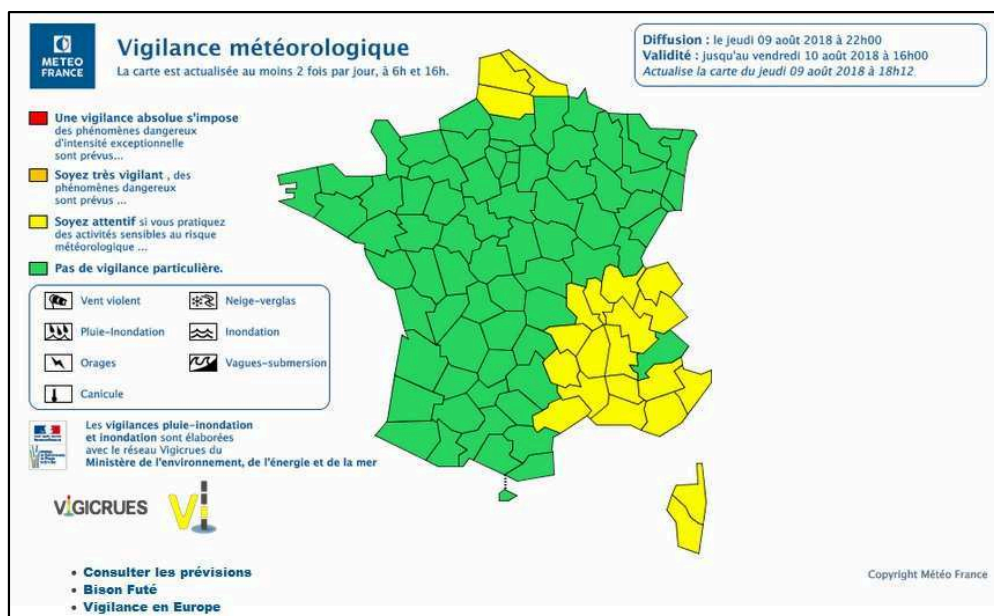 METEO
FRANCE
Vigilance météorologique
La carte est actualisée au moins 2 fois par jour, à 6h et 16h.
Diffusion : le jeudi 09 août 2018 à 22h00
Validité : jusqu'au vendredi 10 août 2018 à 16h00
Actualise la carte du jeudi 09 août 2018 à 18h12
Une vigilance absolue s'impose
des phénomènes dangereux
d'intensité exceptionnelle
sont prévus...
Soyez très vigilant , des
phénomènes dangereux
sont prévus ...
Soyez attentif si vous pratiquez
des activités sensibles au risque
météorologique ...
Pas de vigilance particulière.
Vent violent
Neige-verglas
Pluie-Inondation
Inondation
Orages
Vagues-submersion
Canicule
Les vigilances pluie-inondation
et inondation sont élaborées
avec le réseau Vigicrues du
Ministère de l'environnement, de l'énergie et de la mer
VIGICRUES
Vi
Copyright Météo France
• Consulter les prévisions
• Bison Futé
• Vigilance en Europe